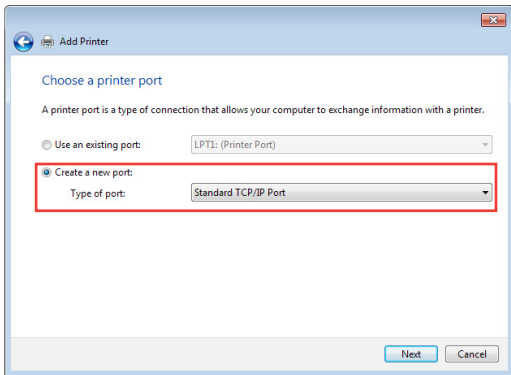 Add Printer
Choose a printer port
A printer port is a type of connection that allows your computer to exchange information with a printer.
Use an existing port: LPT1: (Printer Port)
Create a new port:
Type of port: Standard TCP/IP Port
Next Cancel